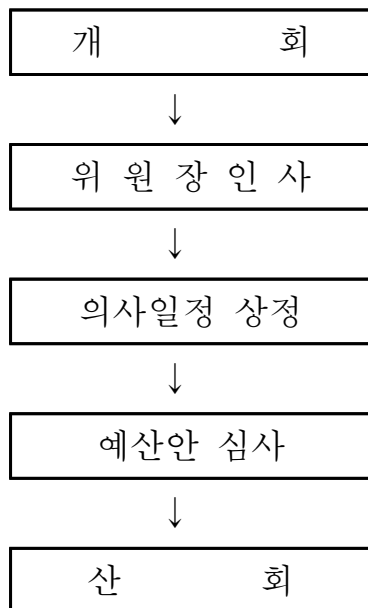 개 회
↓
위 원 장 인 사
↓
의사일정 상정
↓
예산안 심사
↓
산 회